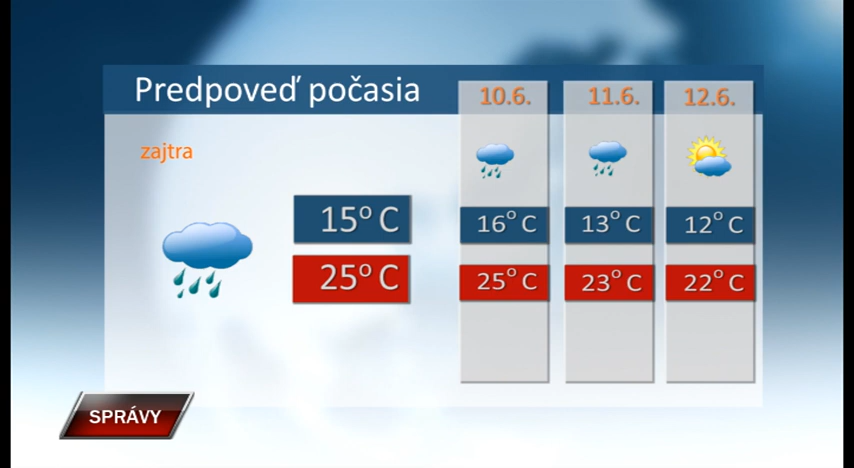 Predpoveď počasia
zajtra
15° C
25° C
10.6.
16° C
25° C
11.6.
13° C
23° C
12.6.
12° C
22° C
SPRÁVY